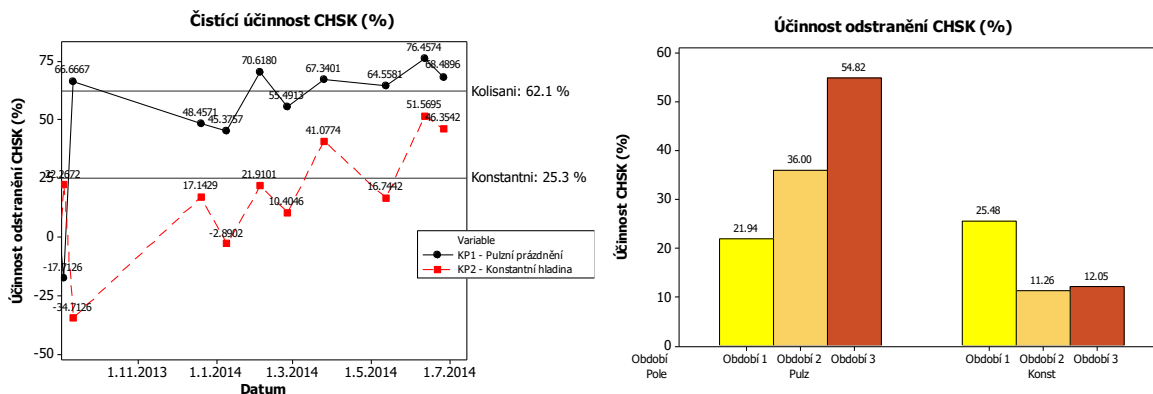 Čistící účinnost CHSK (%)
Účinnost odstranění CHSK (%)
75
50
25
0
-25
-50
66.6667
48.4571
45.3757
70.6180
55.4913
67.3401
64.5581
76.4574
68.4896
-17.7126
22.2672
-34.7126
17.1429
-2.8902
21.9101
10.4046
41.0774
16.7442
51.5695
46.3542
Kolisani: 62.1 %
Konstantni: 25.3 %
Variable
KP1 - Pulzní prázdnění
KP2 - Konstantní hladina
1.11.2013
1.1.2014
1.3.2014
1.5.2014
1.7.2014
Datum
Účinnost odstranění CHSK (%)
Účinnost CHSK (%)
60
50
40
30
20
10
0
21.94
36.00
54.82
25.48
11.26
12.05
Období
Období 1
Období 2
Období 3
Období 1
Období 2
Období 3
Pole
Pulz
Konst